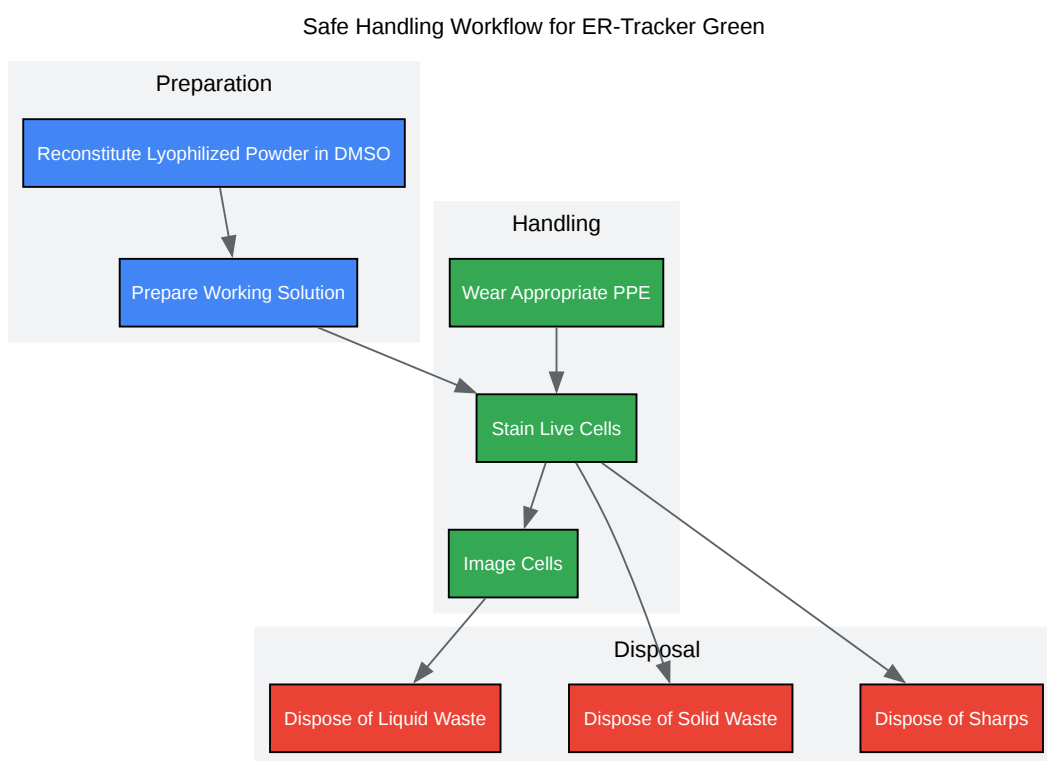 Safe Handling Workflow for ER-Tracker Green
Preparation
Reconstitute Lyophilized Powder in DMSO
Prepare Working Solution
Handling
Wear Appropriate PPE
Stain Live Cells
Image Cells
Disposal
Dispose of Liquid Waste
Dispose of Solid Waste
Dispose of Sharps